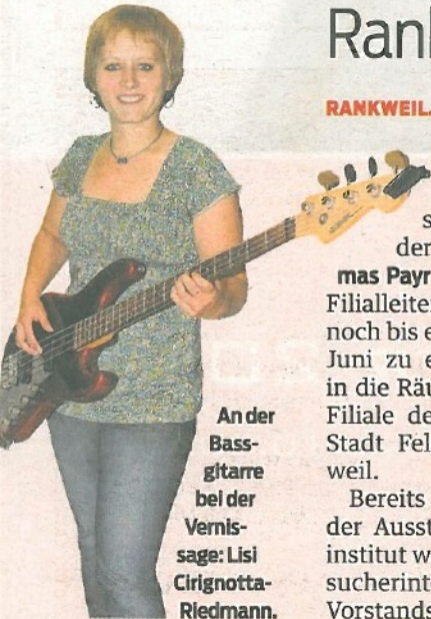 Rank
RANKWEIL.
s
der
mas Payr
Filialleiter
noch bis e
Juni zu e
in die Räu
Filiale de
Stadt Fel
weil.
Bereits
der Ausst
institut w
sucherint
Vorstands
An der
Bass-
gitarre
bei der
Vernis-
sage: Lisi
Cirignotta-
Riedmann.